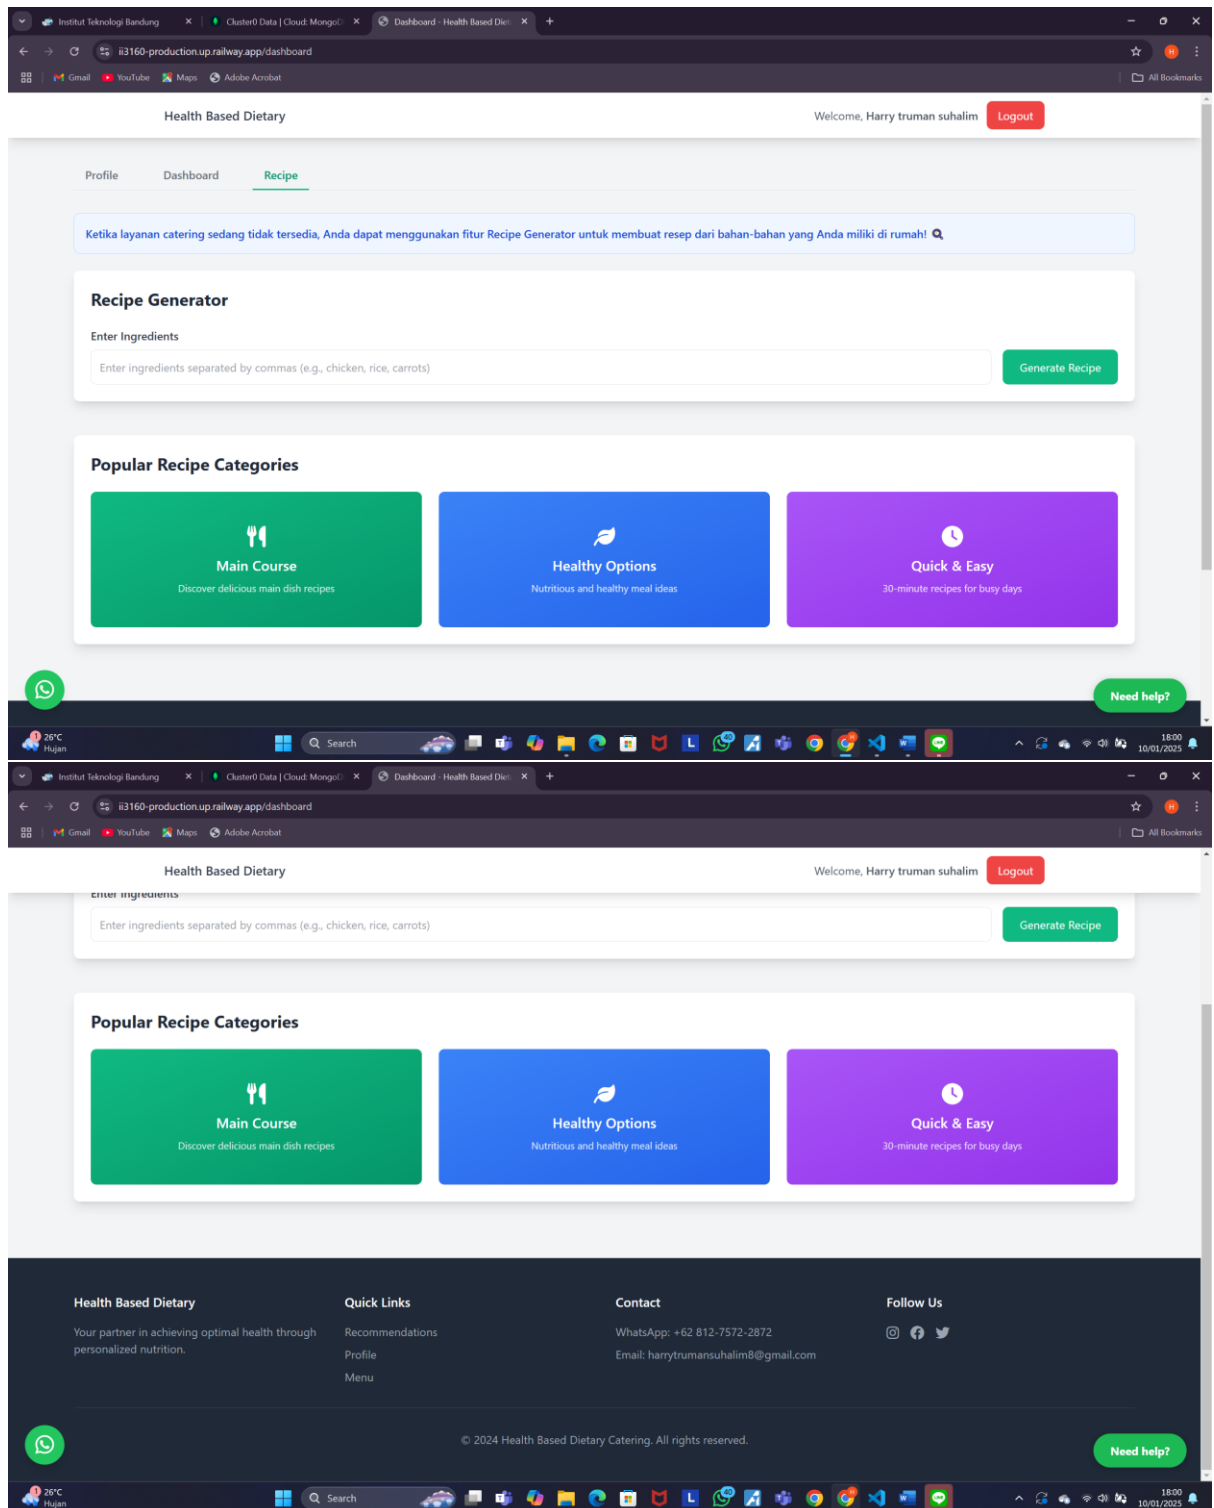 Institut Teknologi Bandung
Cluster0 Data | Cloud: MongoD
Dashboard - Health Based Diet
ii3160-production.up.railway.app/dashboard
Gmail YouTube Maps Adobe Acrobat All Bookmarks
Health Based Dietary
Welcome, Harry truman suhalim Logout
Profile Dashboard Recipe
Ketika layanan catering sedang tidak tersedia, Anda dapat menggunakan fitur Recipe Generator untuk membuat resep dari bahan-bahan yang Anda miliki di rumah!
Recipe Generator
Enter Ingredients
Enter ingredients separated by commas (e.g., chicken, rice, carrots) Generate Recipe
Popular Recipe Categories
Main Course
Discover delicious main dish recipes
Healthy Options
Nutritious and healthy meal ideas
Quick & Easy
30-minute recipes for busy days
Need help?
26°C
Hujan
Search
18:00
10/01/2025
Institut Teknologi Bandung
Cluster0 Data | Cloud: MongoD
Dashboard - Health Based Diet
ii3160-production.up.railway.app/dashboard
Gmail YouTube Maps Adobe Acrobat All Bookmarks
Health Based Dietary
Welcome, Harry truman suhalim Logout
Enter Ingredients
Enter ingredients separated by commas (e.g., chicken, rice, carrots) Generate Recipe
Popular Recipe Categories
Main Course
Discover delicious main dish recipes
Healthy Options
Nutritious and healthy meal ideas
Quick & Easy
30-minute recipes for busy days
Health Based Dietary
Your partner in achieving optimal health through
personalized nutrition.
Quick Links
Recommendations
Profile
Menu
Contact
WhatsApp: +62 812-7572-2872
Email: harrytrumansuhalim8@gmail.com
Follow Us
© 2024 Health Based Dietary Catering. All rights reserved.
Need help?
26°C
Hujan
Search
18:00
10/01/2025